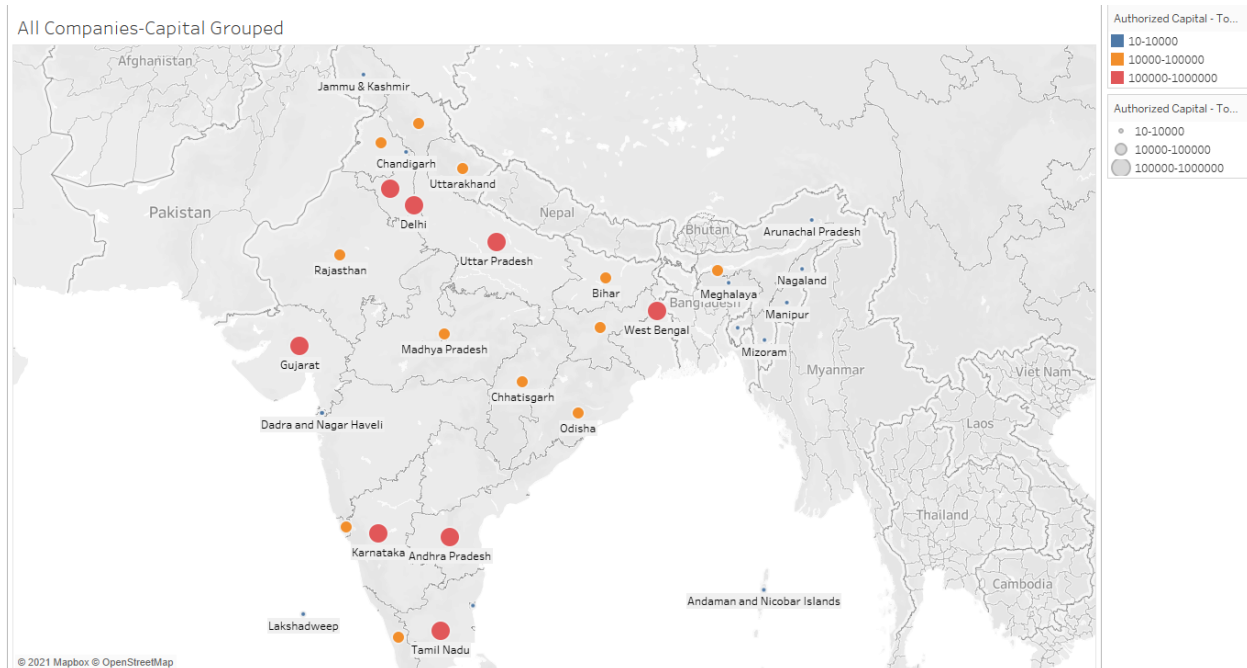 All Companies-Capital Grouped
Afghanistan
Jammu & Kashmir
Chandigarh
Uttarakhand
Pakistan
Delhi
Nepal
Bhutan
Arunachal Pradesh
Uttar Pradesh
Rajasthan
Bihar
Meghalaya
Nagaland
Bangladesh
Manipur
West Bengal
Madhya Pradesh
Mizoram
Gujarat
Myanmar
Viet Nam
Chhatisgarh
Dadra and Nagar Haveli
Odisha
Laos
Thailand
Karnataka
Andhra Pradesh
Cambodia
Andaman and Nicobar Islands
Lakshadweep
Tamil Nadu
© 2021 Mapbox © OpenStreetMap
Authorized Capital - To...
10-10000
10000-100000
100000-1000000
Authorized Capital - To...
10-10000
10000-100000
100000-1000000